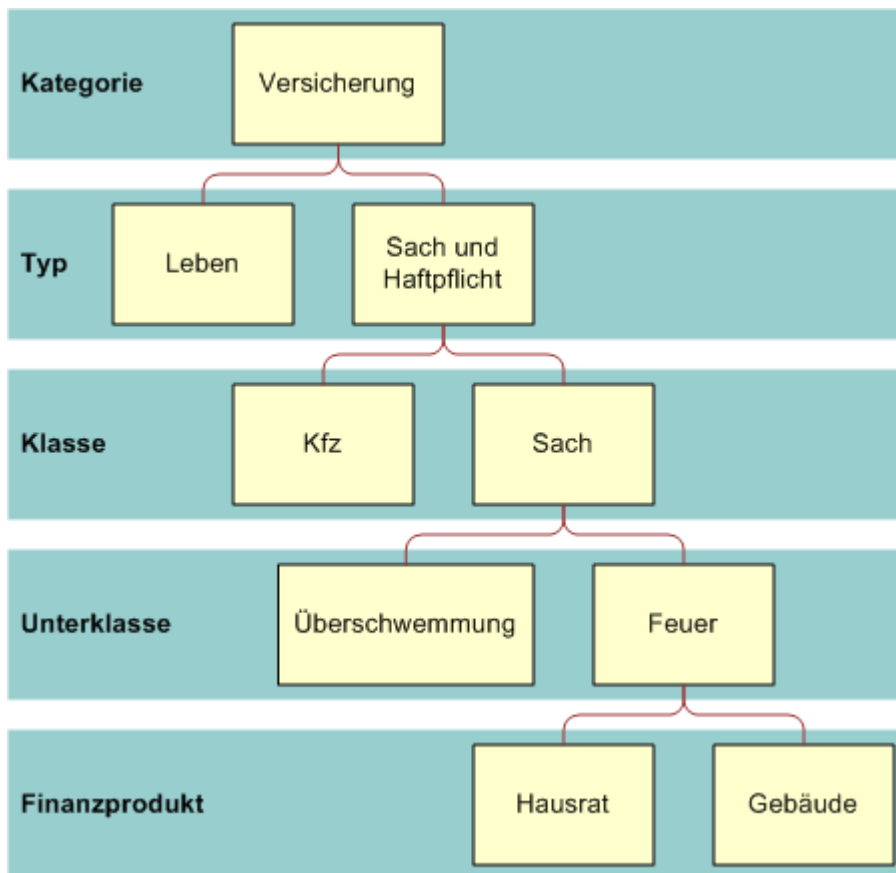 Kategorie
Versicherung
Typ
Leben
Sach und
Haftpflicht
Klasse
Kfz
Sach
Unterklasse
Überschwemmung
Feuer
Finanzprodukt
Hausrat
Gebäude